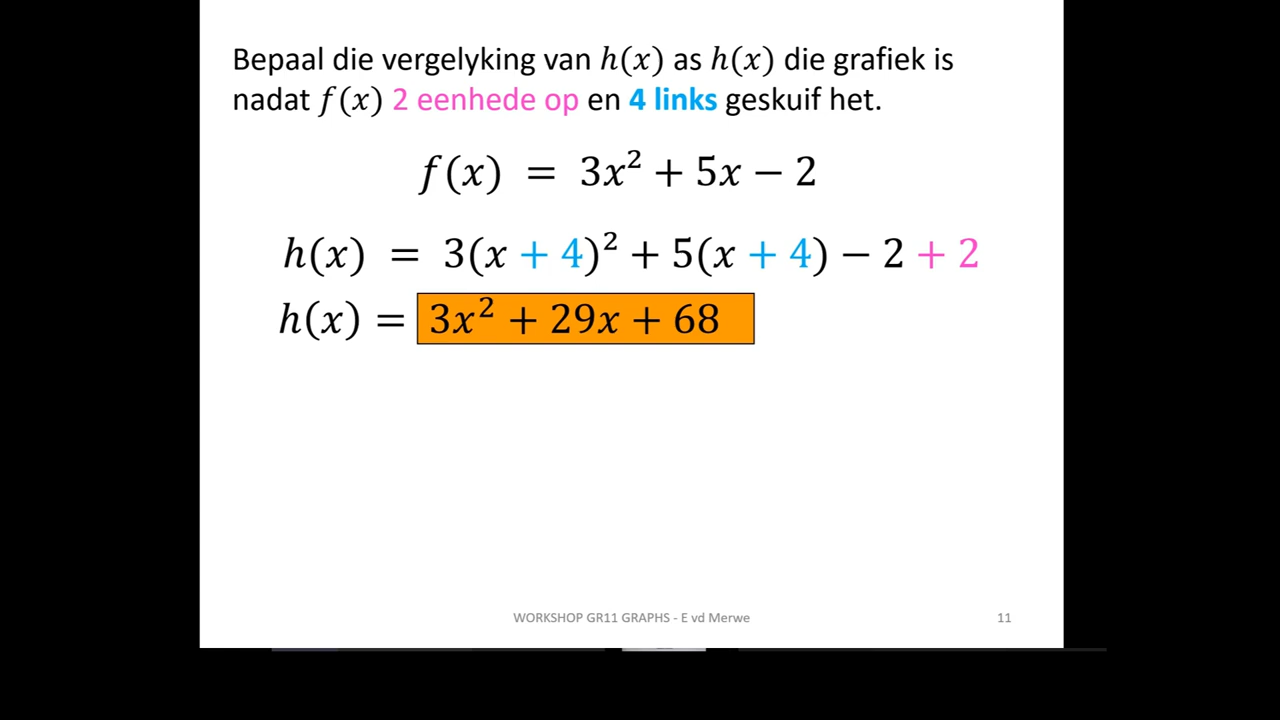 Bepaal die vergelyking van h(x) as h(x) die grafiek is
nadat f(x) 2 eenhede op en 4 links geskuif het.
f(x) = 3x² + 5x − 2
h(x) = 3(x + 4)² + 5(x + 4) − 2 + 2
h(x) = 3x² + 29x + 68
WORKSHOP GR11 GRAPHS - E vd Merwe 11